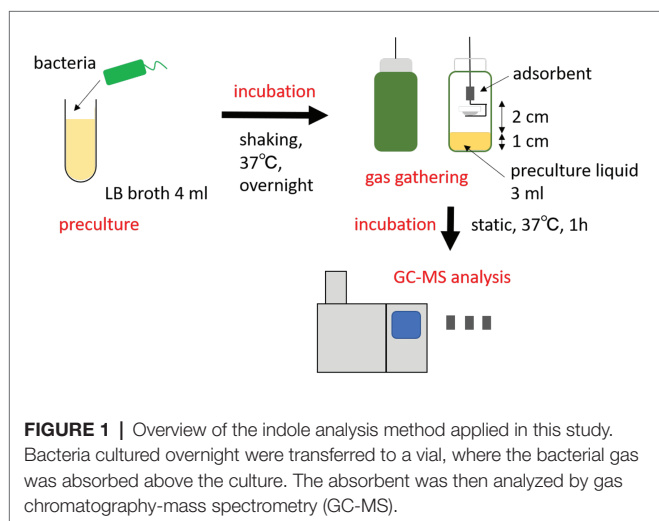 bacteria
LB broth 4 ml
preculture
incubation
shaking,
37℃,
overnight
adsorbent
2 cm
1 cm
preculture liquid
3 ml
gas gathering
incubation
static, 37℃, 1h
GC-MS analysis
FIGURE 1 | Overview of the indole analysis method applied in this study.
Bacteria cultured overnight were transferred to a vial, where the bacterial gas
was absorbed above the culture. The absorbent was then analyzed by gas
chromatography-mass spectrometry (GC-MS).